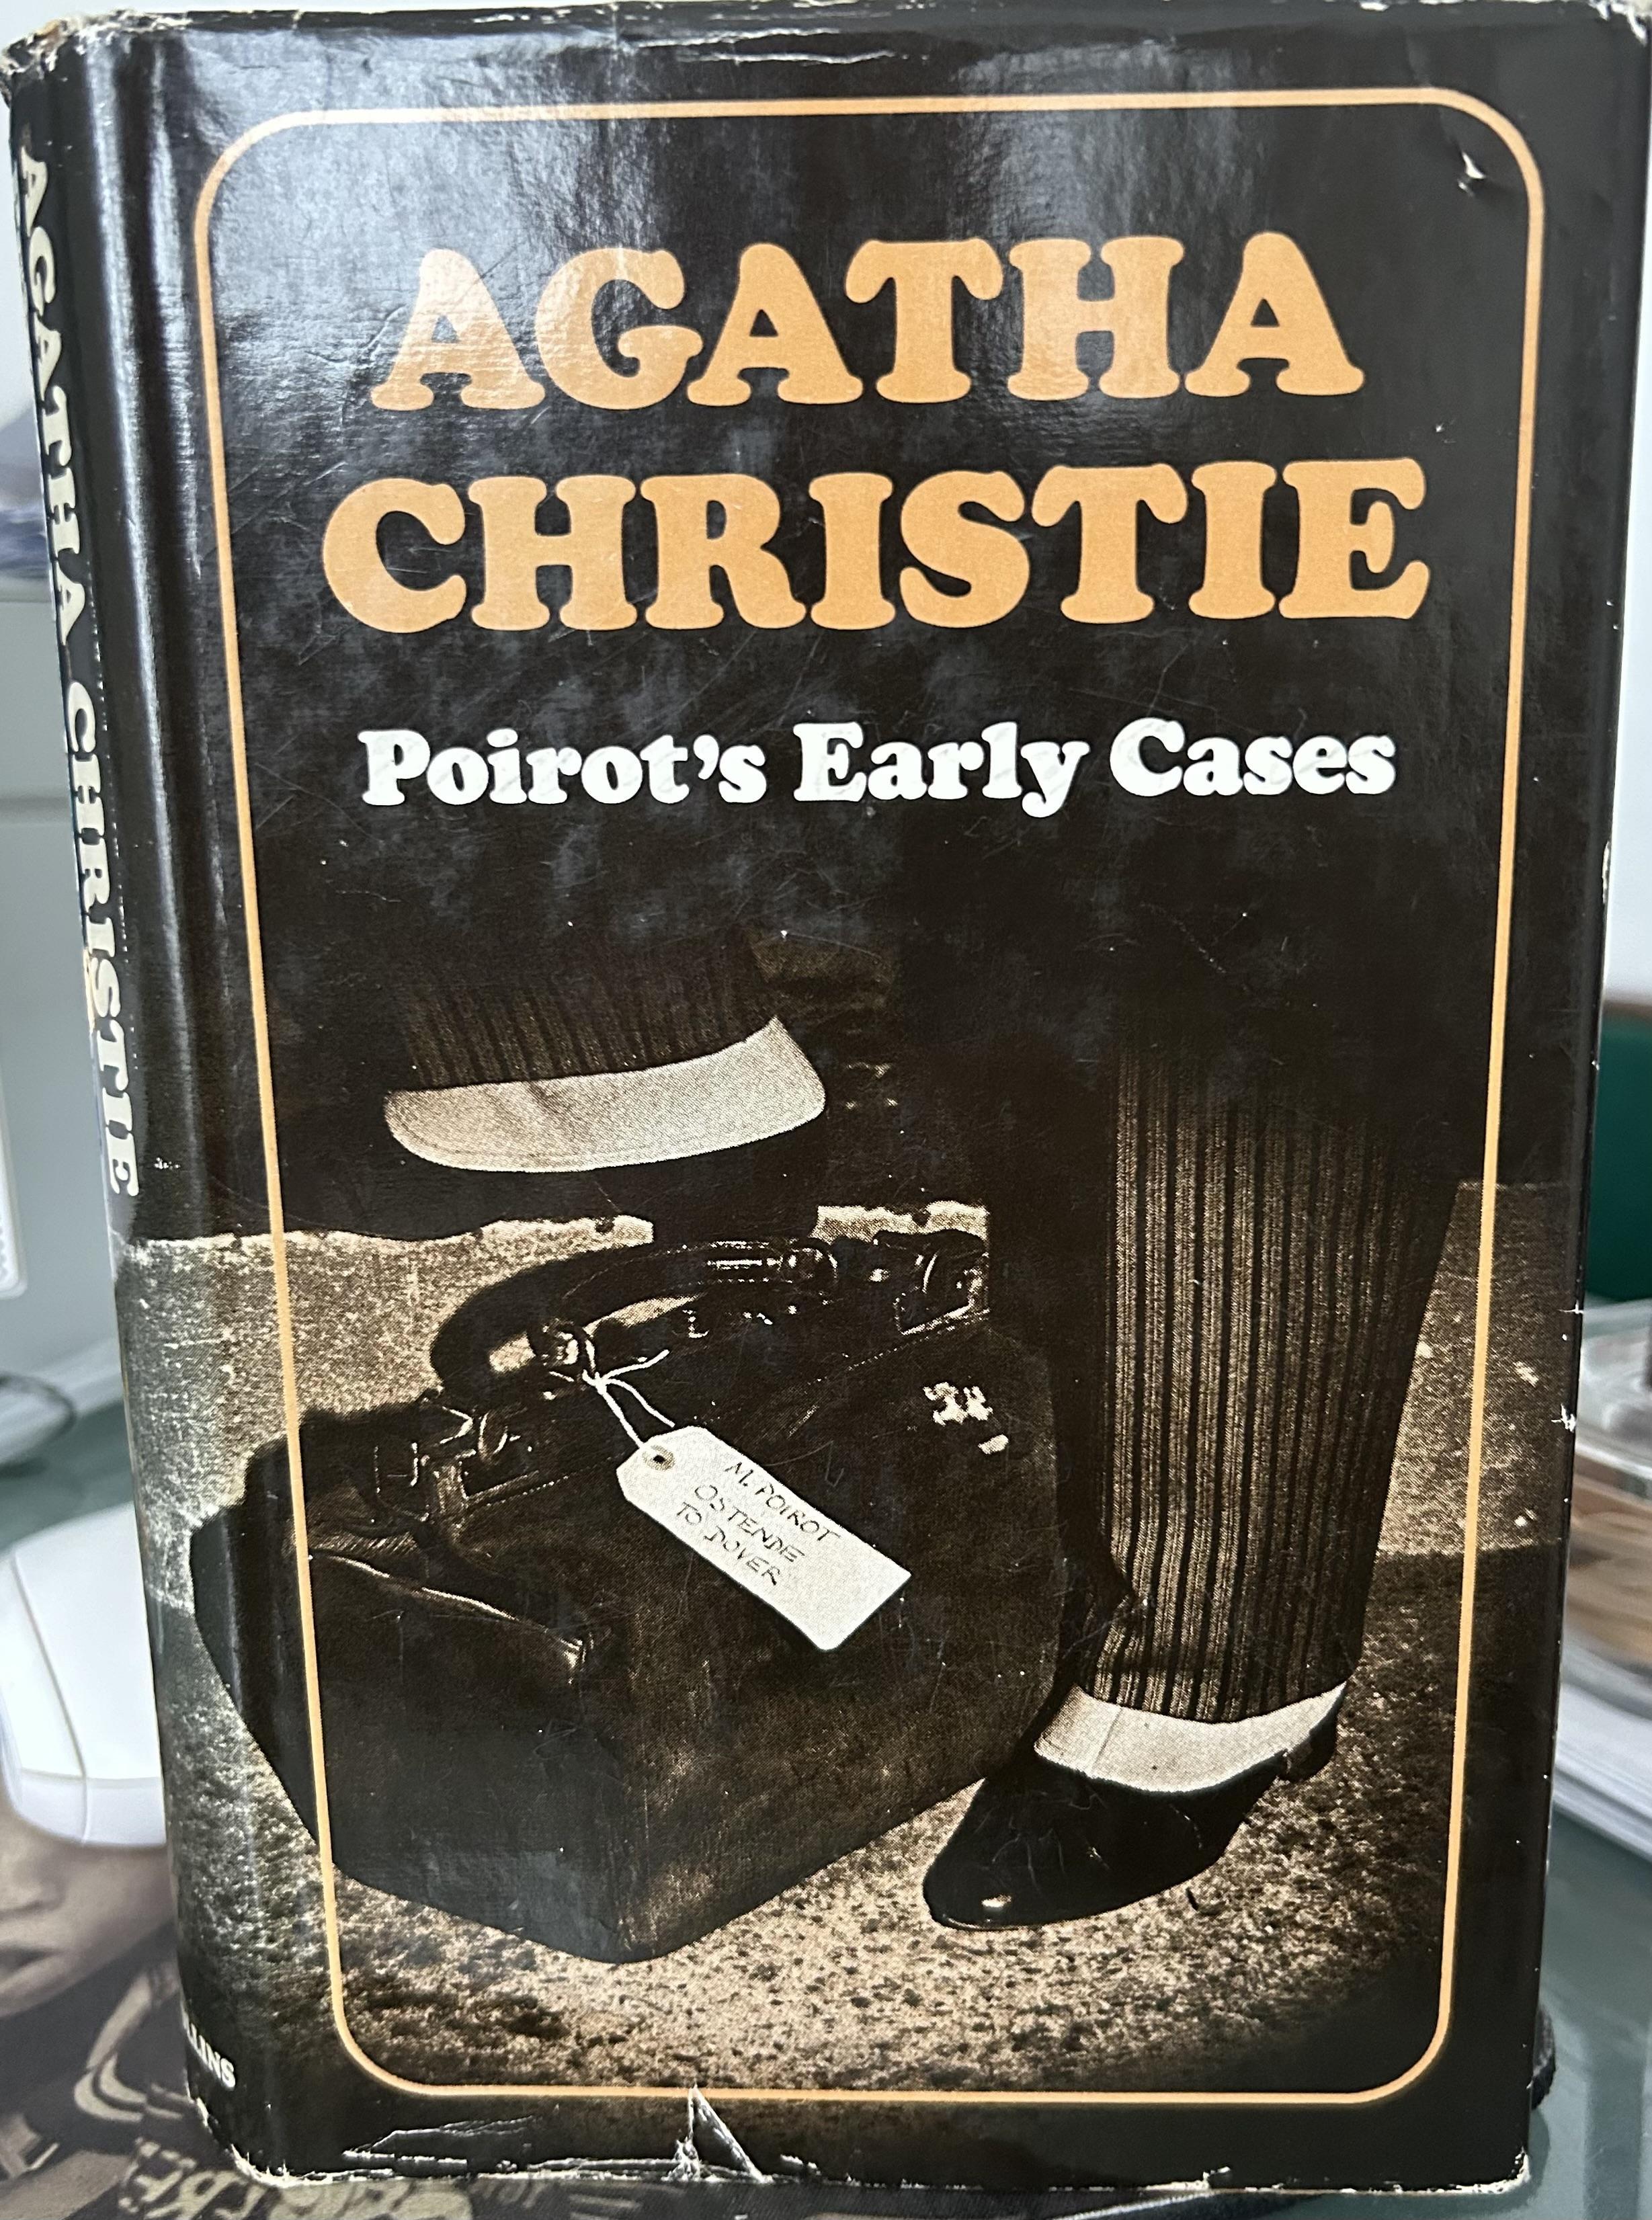 AGATHA CHRISTIE
AGATHA
CHRISTIE
Poirot's Early Cases
M. POIROT
OSTENDE
TO DOVER